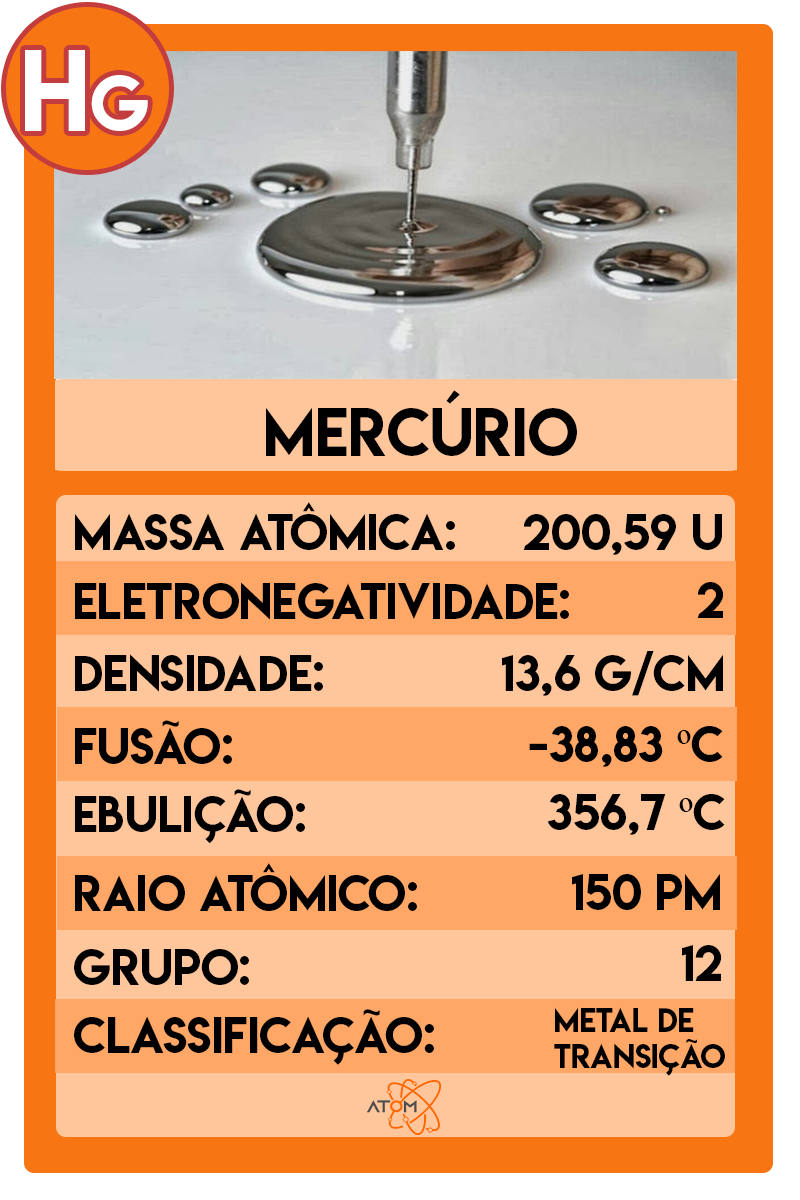 HG
MERCÚRIO
MASSA ATÔMICA: 200,59 U
ELETRONEGATIVIDADE: 2
DENSIDADE: 13,6 G/CM
FUSÃO: -38,83 ºC
EBULIÇÃO: 356,7 ºC
RAIO ATÔMICO: 150 PM
GRUPO: 12
CLASSIFICAÇÃO: METAL DE
TRANSIÇÃO
ATOM